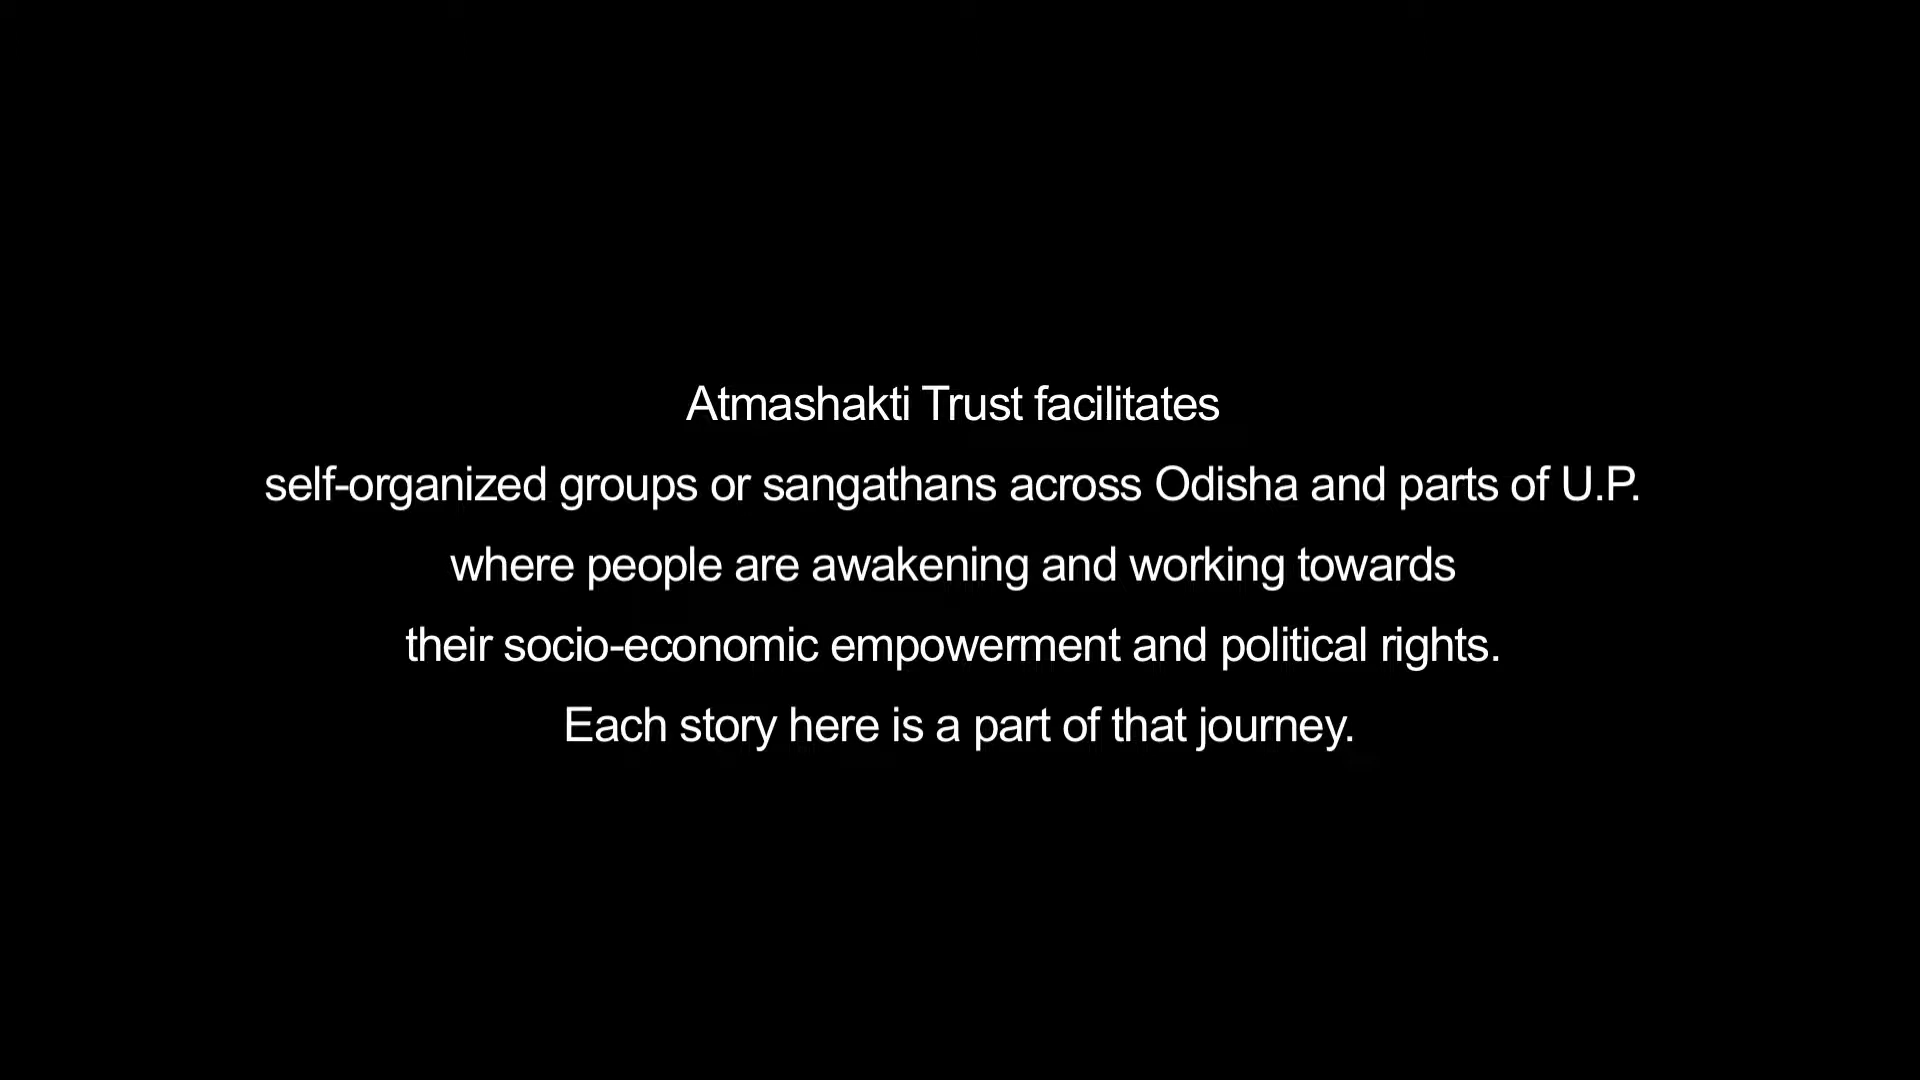 Atmashakti Trust facilitates
self-organized groups or sangathans across Odisha and parts of U.P.
where people are awakening and working towards
their socio-economic empowerment and political rights.
Each story here is a part of that journey.